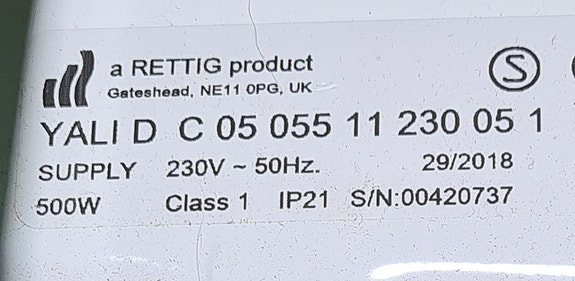 a RETTIG product
Gateshead, NE11 0PG, UK
S
YALI D C 05 055 11 230 05 1
SUPPLY 230V ~ 50Hz. 29/2018
500W Class 1 IP21 S/N:00420737